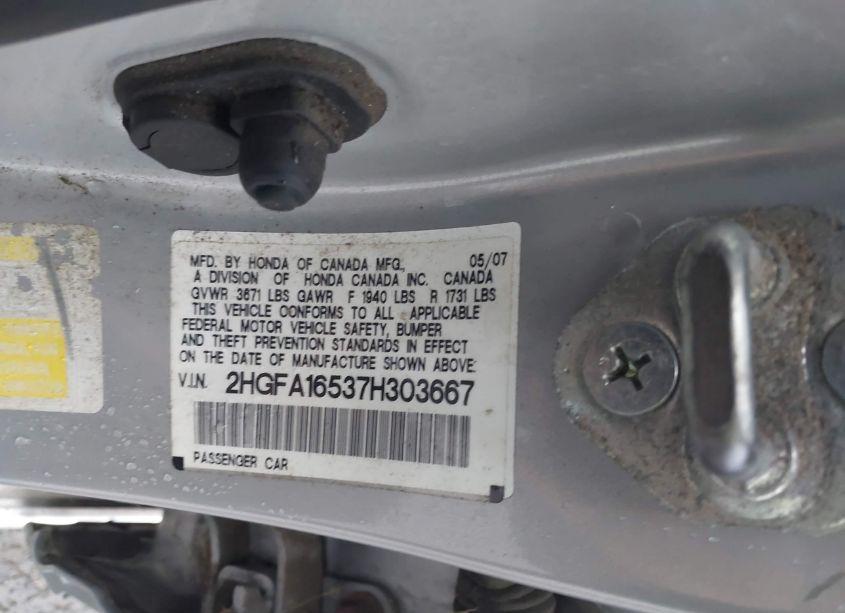 MFD. BY HONDA OF CANADA MFG., 05/07
A DIVISION OF HONDA CANADA INC. CANADA
GVWR 3671 LBS GAWR F 1940 LBS R 1731 LBS
THIS VEHICLE CONFORMS TO ALL APPLICABLE
FEDERAL MOTOR VEHICLE SAFETY, BUMPER
AND THEFT PREVENTION STANDARDS IN EFFECT
ON THE DATE OF MANUFACTURE SHOWN ABOVE:
V.I.N. 2HGFA16537H303667
PASSENGER CAR